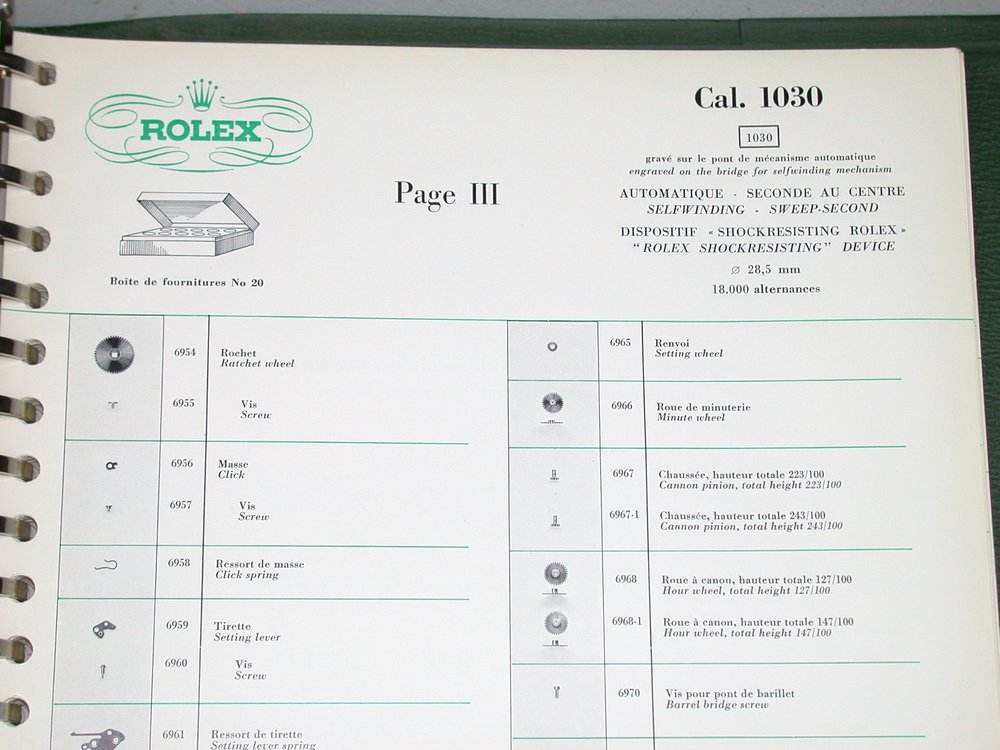 ROLEX
Boîte de fournitures No 20
Page III
Cal. 1030
1030
gravé sur le pont de mécanisme automatique
engraved on the bridge for selfwinding mechanism
AUTOMATIQUE - SECONDE AU CENTRE
SELFWINDING - SWEEP-SECOND
DISPOSITIF « SHOCKRESISTING ROLEX »
“ROLEX SHOCKRESISTING” DEVICE
∅ 28,5 mm
18.000 alternances
6954 Rochet
Ratchet wheel
6955 Vis
Screw
6956 Masse
Click
6957 Vis
Screw
6958 Ressort de masse
Click spring
6959 Tirette
Setting lever
6960 Vis
Screw
6961 Ressort de tirette
Setting lever spring
6965 Renvoi
Setting wheel
6966 Roue de minuterie
Minute wheel
6967 Chaussée, hauteur totale 223/100
Cannon pinion, total height 223/100
6967-1 Chaussée, hauteur totale 243/100
Cannon pinion, total height 243/100
6968 Roue à canon, hauteur totale 127/100
Hour wheel, total height 127/100
6968-1 Roue à canon, hauteur totale 147/100
Hour wheel, total height 147/100
6970 Vis pour pont de barillet
Barrel bridge screw